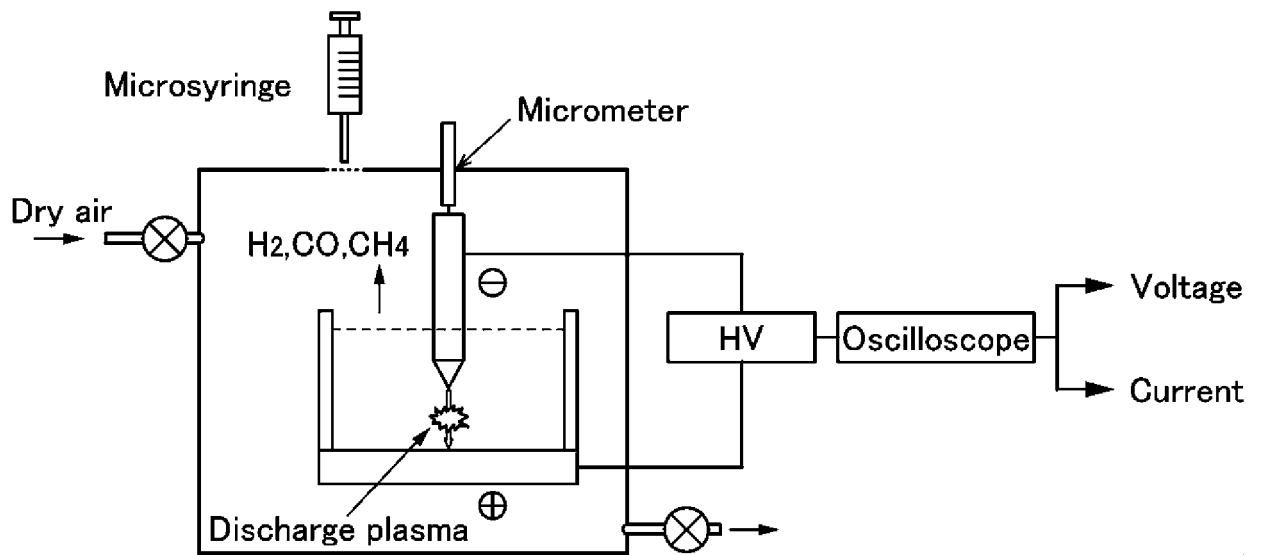 Microsyringe
Micrometer
Dry air
H2,CO,CH4
⊖
Voltage
HV
Oscilloscope
Current
⊕
Discharge plasma